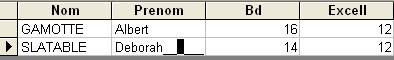 Nom Prenom Bd Excell
GAMOTTE Albert 16 12
SLATABLE Deborah 14 12